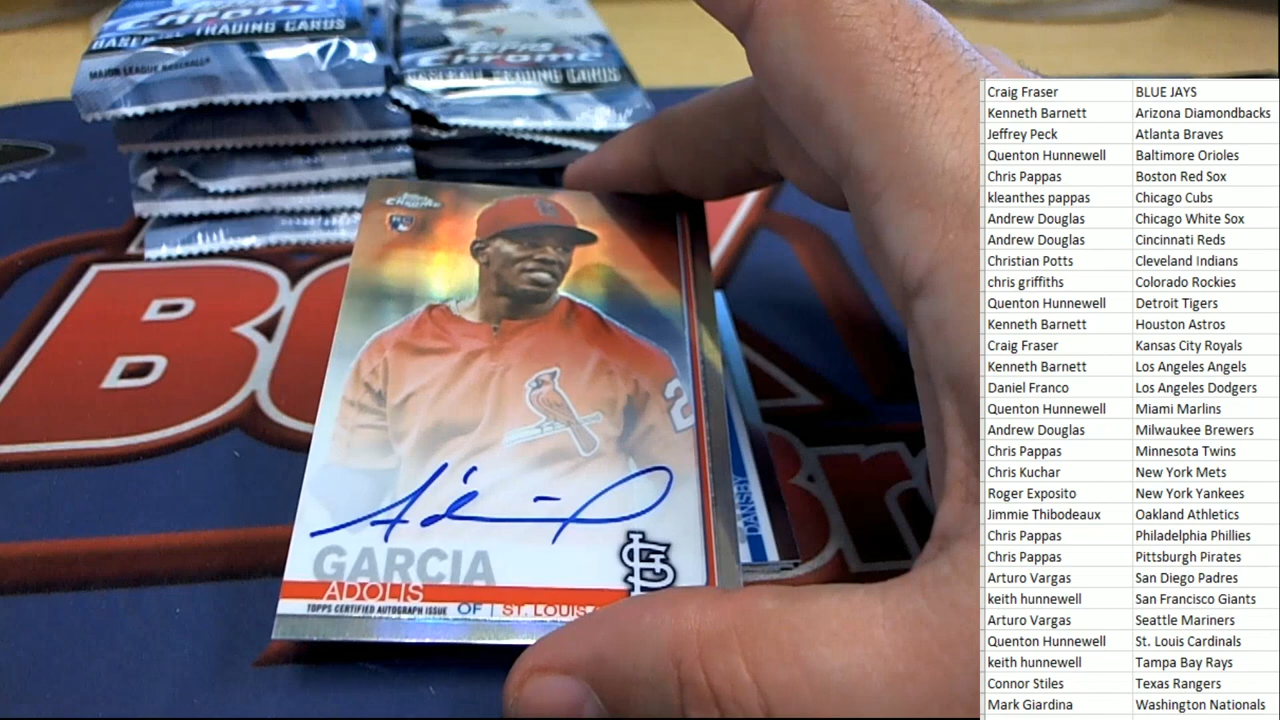 Chrome
BASEBALL TRADING CARDS
MAJOR LEAGUE BASEBALL
TOPPS
Chrome
TRADING CARDS
AY
B
Topps
Chrome
RC
2
DANSBY
GARCIA
ADOLIS
TOPPS CERTIFIED AUTOGRAPH ISSUE OF | ST. LOUIS
Craig Fraser BLUE JAYS
Kenneth Barnett Arizona Diamondbacks
Jeffrey Peck Atlanta Braves
Quenton Hunnewell Baltimore Orioles
Chris Pappas Boston Red Sox
kleanthes pappas Chicago Cubs
Andrew Douglas Chicago White Sox
Andrew Douglas Cincinnati Reds
Christian Potts Cleveland Indians
chris griffiths Colorado Rockies
Quenton Hunnewell Detroit Tigers
Kenneth Barnett Houston Astros
Craig Fraser Kansas City Royals
Kenneth Barnett Los Angeles Angels
Daniel Franco Los Angeles Dodgers
Quenton Hunnewell Miami Marlins
Andrew Douglas Milwaukee Brewers
Chris Pappas Minnesota Twins
Chris Kuchar New York Mets
Roger Exposito New York Yankees
Jimmie Thibodeaux Oakland Athletics
Chris Pappas Philadelphia Phillies
Chris Pappas Pittsburgh Pirates
Arturo Vargas San Diego Padres
keith hunnewell San Francisco Giants
Arturo Vargas Seattle Mariners
Quenton Hunnewell St. Louis Cardinals
keith hunnewell Tampa Bay Rays
Connor Stiles Texas Rangers
Mark Giardina Washington Nationals